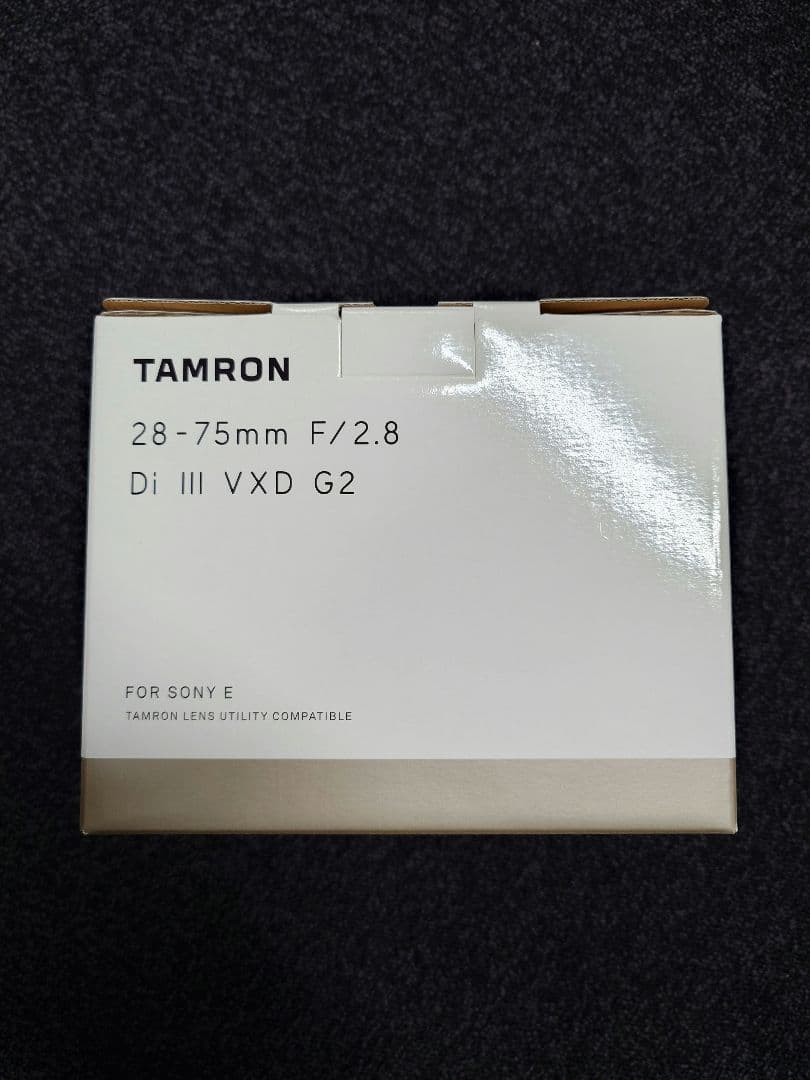 TAMRON
28-75mm F/2.8
Di III VXD G2
FOR SONY E
TAMRON LENS UTILITY COMPATIBLE